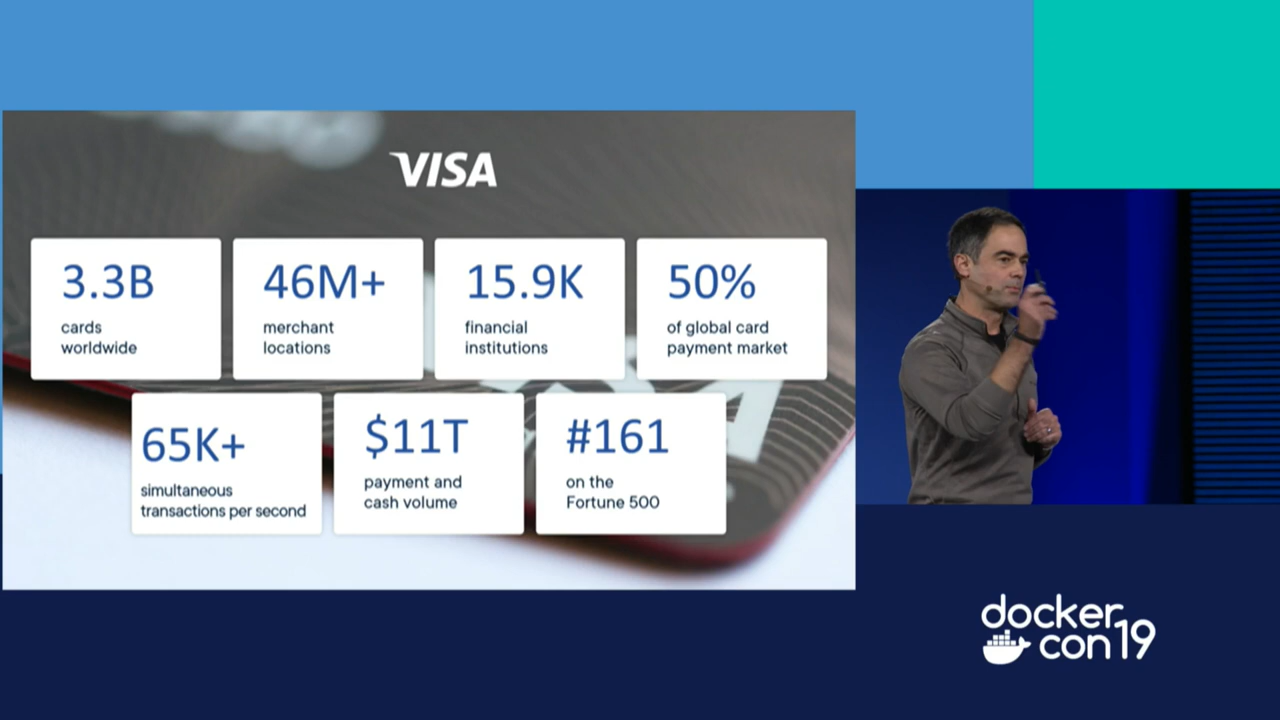 VISA
3.3B
cards
worldwide
46M+
merchant
locations
15.9K
financial
institutions
50%
of global card
payment market
65K+
simultaneous
transactions per second
$11T
payment and
cash volume
#161
on the
Fortune 500
docker
con19